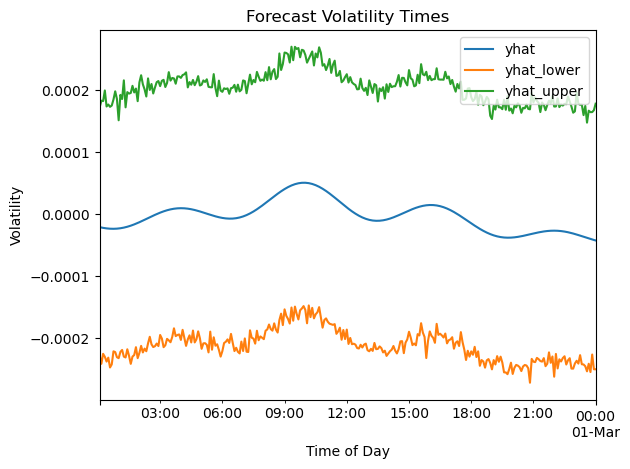 Forecast Volatility Times
yhat
yhat_lower
yhat_upper
Volatility
0.0002
0.0001
0.0000
−0.0001
−0.0002
03:00
06:00
09:00
12:00
15:00
18:00
21:00
00:00
01-Mar
Time of Day